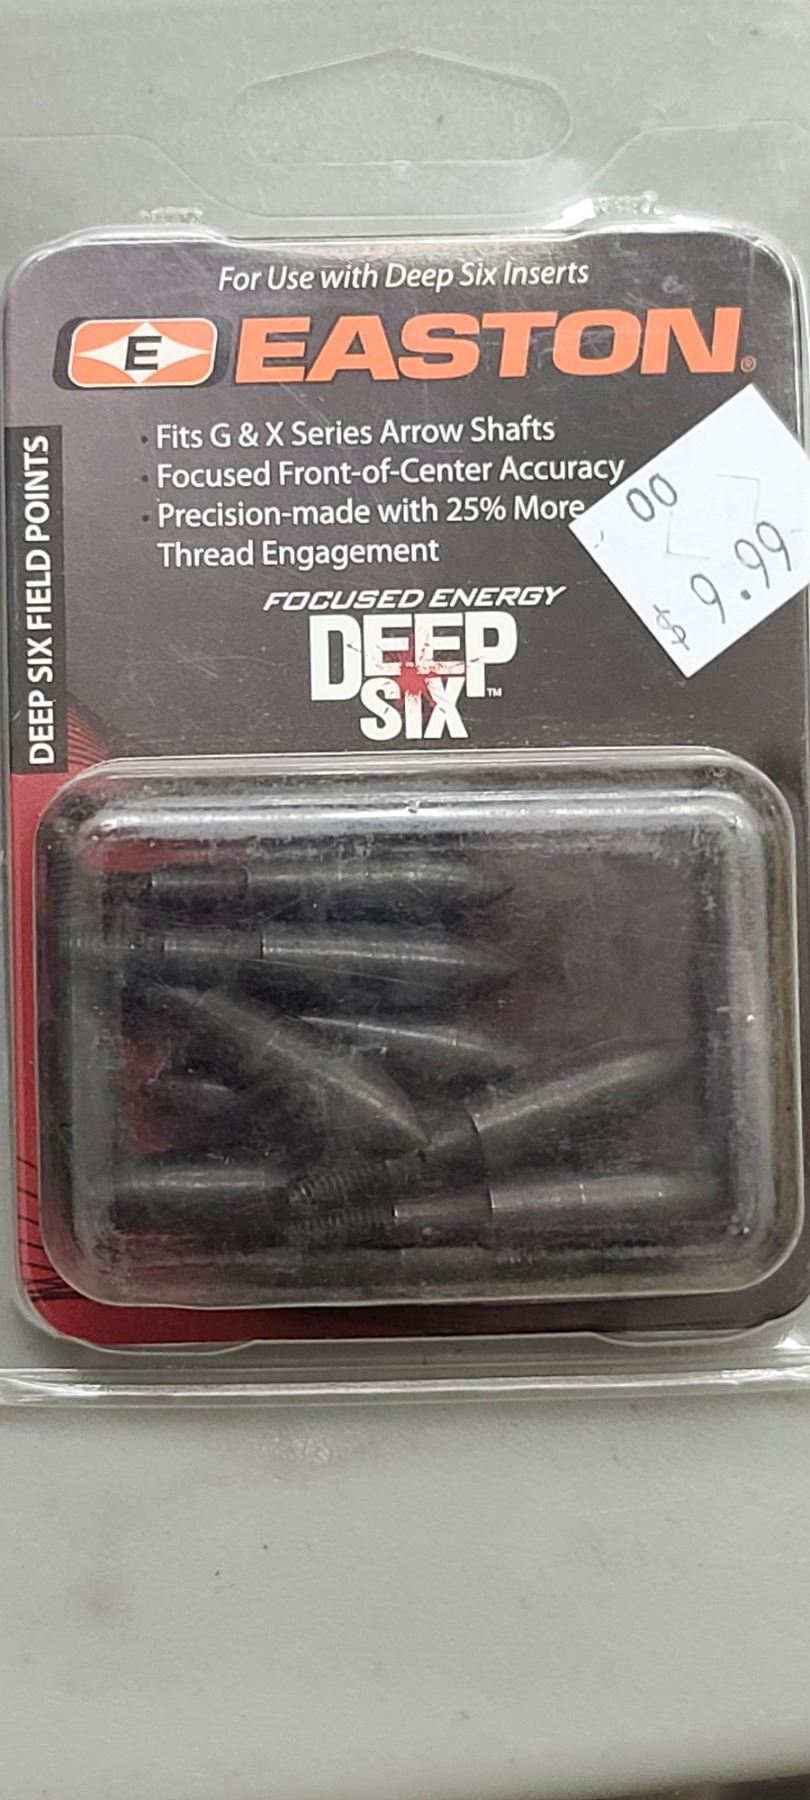 For Use with Deep Six Inserts
E EASTON®
DEEP SIX FIELD POINTS
· Fits G & X Series Arrow Shafts
· Focused Front-of-Center Accuracy
· Precision-made with 25% More
Thread Engagement
00
$ 9.99
FOCUSED ENERGY
DEEP
SIX™